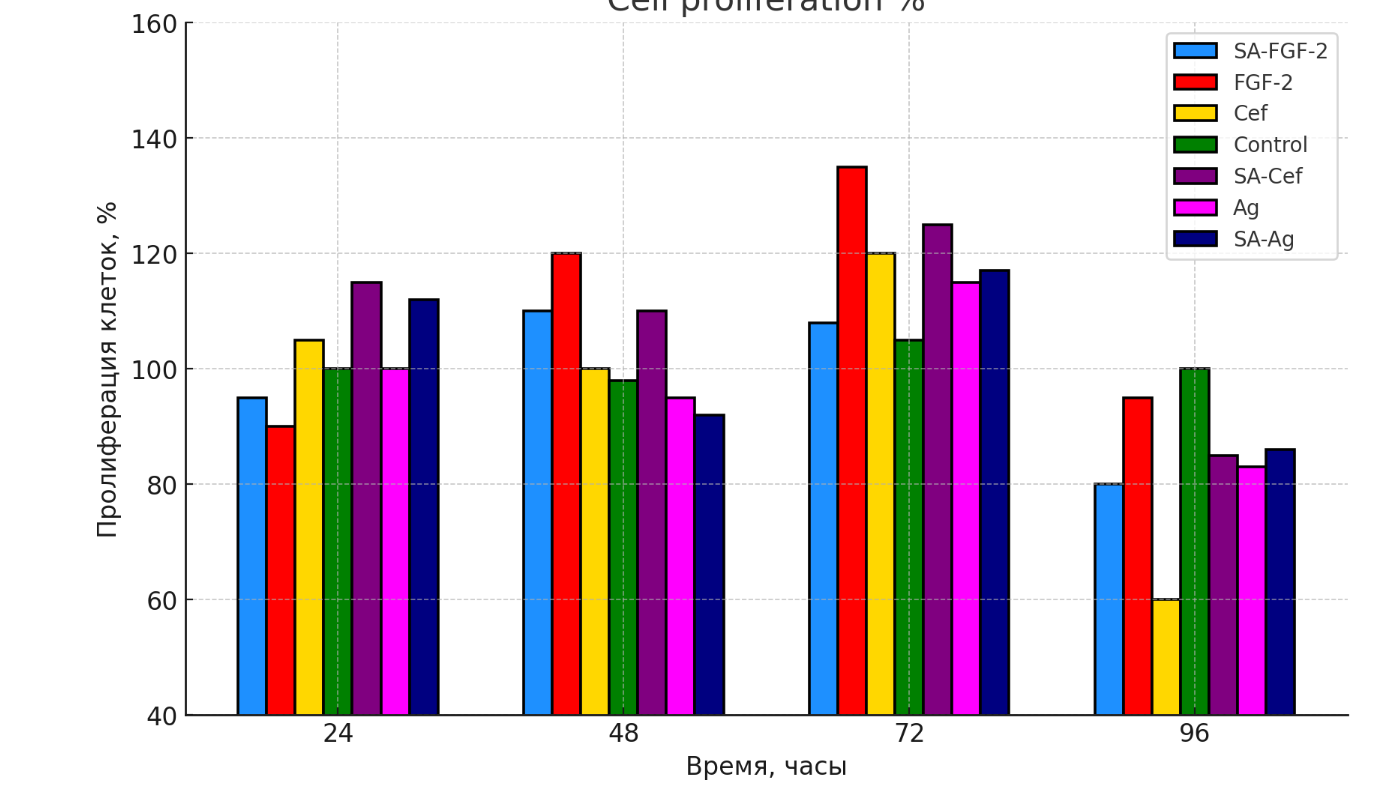 Cell proliferation %
160
140
120
100
80
60
40
Пролиферация клеток, %
SA-FGF-2
FGF-2
Cef
Control
SA-Cef
Ag
SA-Ag
24 48 72 96
Время, часы